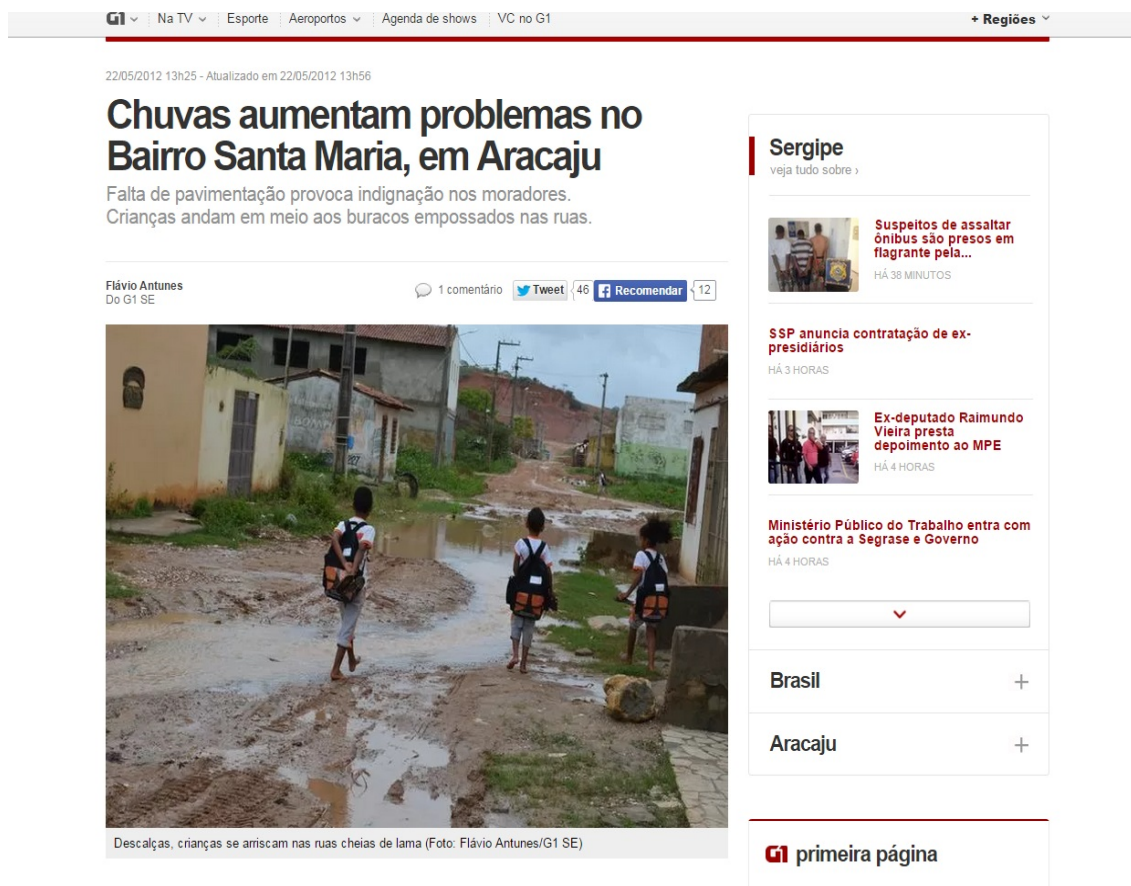 G1 Na TV Esporte Aeroportos Agenda de shows VC no G1 + Regiões
22/05/2012 13h25 - Atualizado em 22/05/2012 13h56
Chuvas aumentam problemas no
Bairro Santa Maria, em Aracaju
Falta de pavimentação provoca indignação nos moradores.
Crianças andam em meio aos buracos empossados nas ruas.
Flávio Antunes
Do G1 SE
1 comentário Tweet 46 Recomendar 12
Descalças, crianças se arriscam nas ruas cheias de lama (Foto: Flávio Antunes/G1 SE)
Sergipe
veja tudo sobre ›
Suspeitos de assaltar
ônibus são presos em
flagrante pela...
HÁ 38 MINUTOS
SSP anuncia contratação de ex-
presidiários
HÁ 3 HORAS
Ex-deputado Raimundo
Vieira presta
depoimento ao MPE
HÁ 4 HORAS
Ministério Público do Trabalho entra com
ação contra a Segrase e Governo
HÁ 4 HORAS
Brasil +
Aracaju +
G1 primeira página